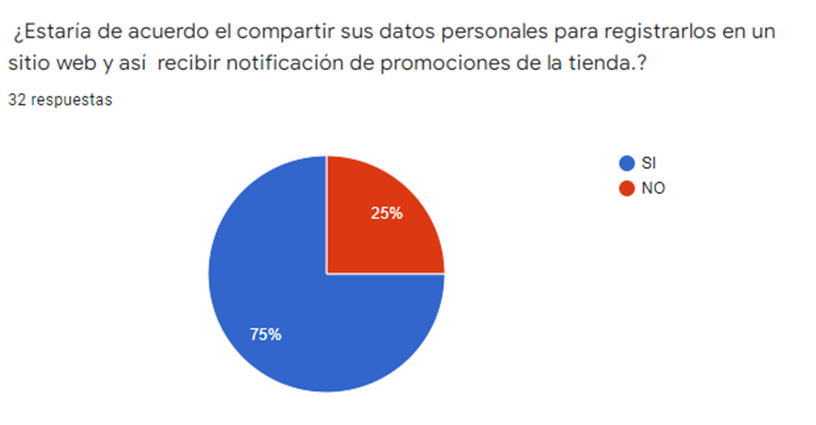 ¿Estaría de acuerdo el compartir sus datos personales para registrarlos en un
sitio web y así recibir notificación de promociones de la tienda.?
32 respuestas
SI
NO
25%
75%